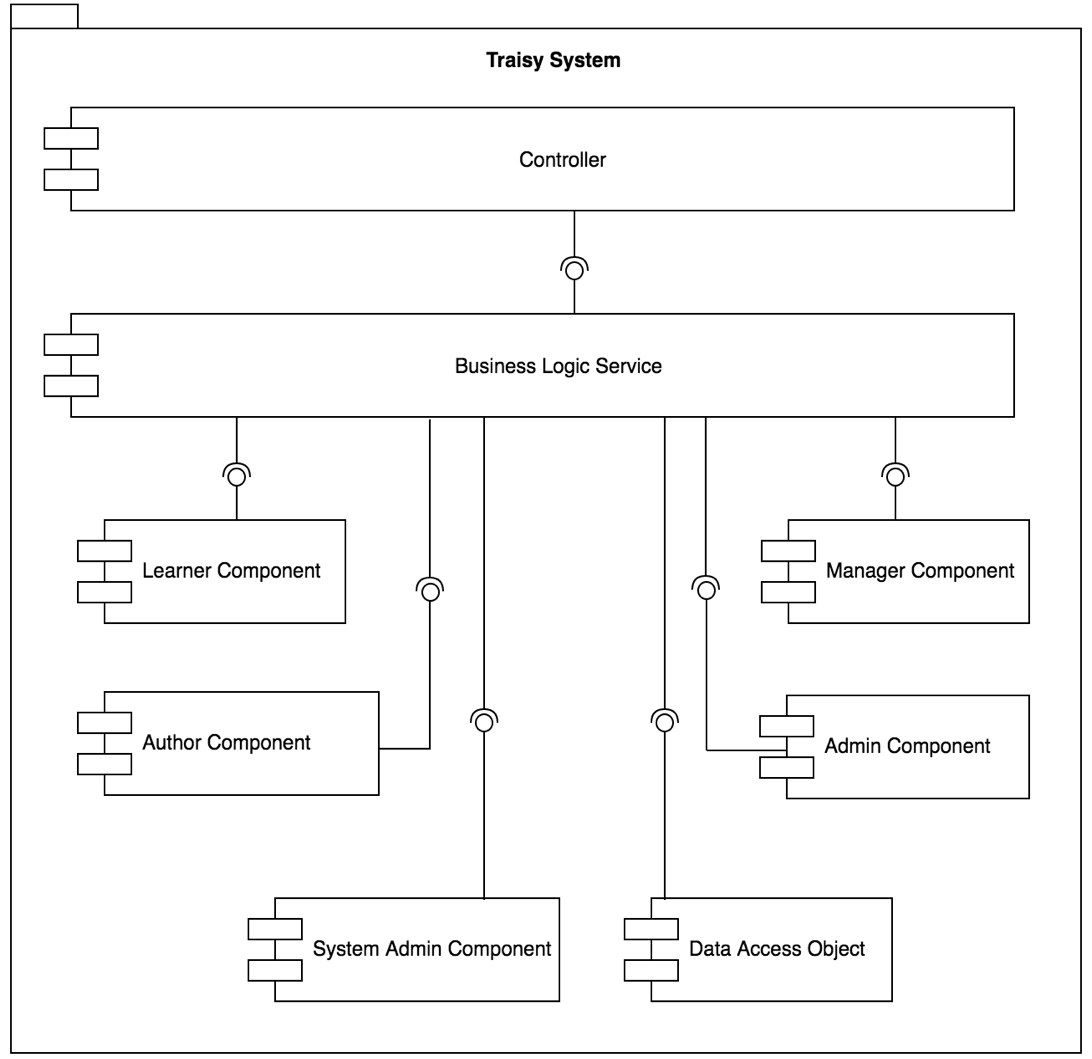 Traisy System
Controller
Business Logic Service
Learner Component
Manager Component
Author Component
Admin Component
System Admin Component
Data Access Object